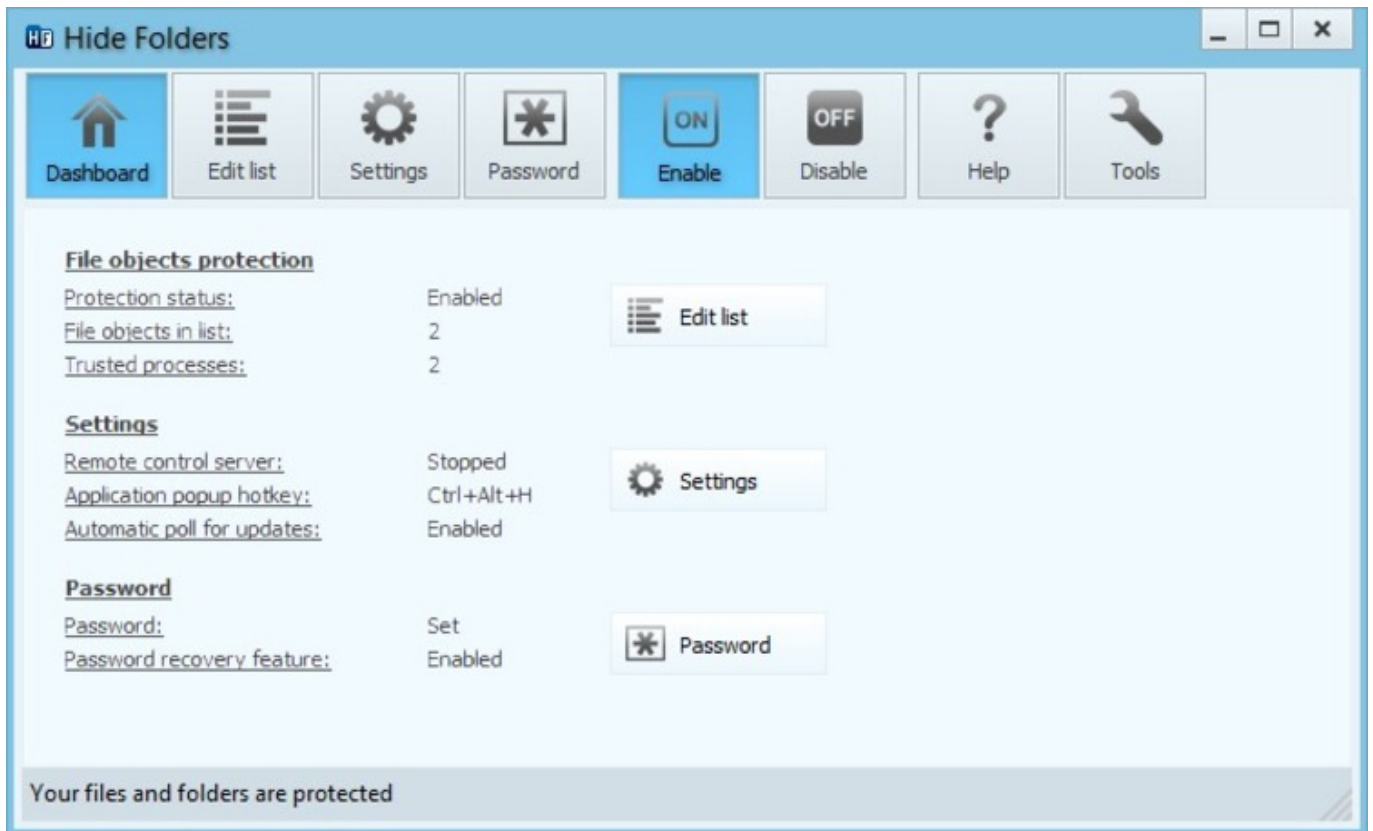 HF Hide Folders
ON OFF ?
Dashboard Edit list Settings Password Enable Disable Help Tools
File objects protection
Protection status: Enabled
File objects in list: 2
Trusted processes: 2
Edit list
Settings
Remote control server: Stopped
Application popup hotkey: Ctrl+Alt+H
Automatic poll for updates: Enabled
Settings
Password
Password: Set
Password recovery feature: Enabled
Password
Your files and folders are protected